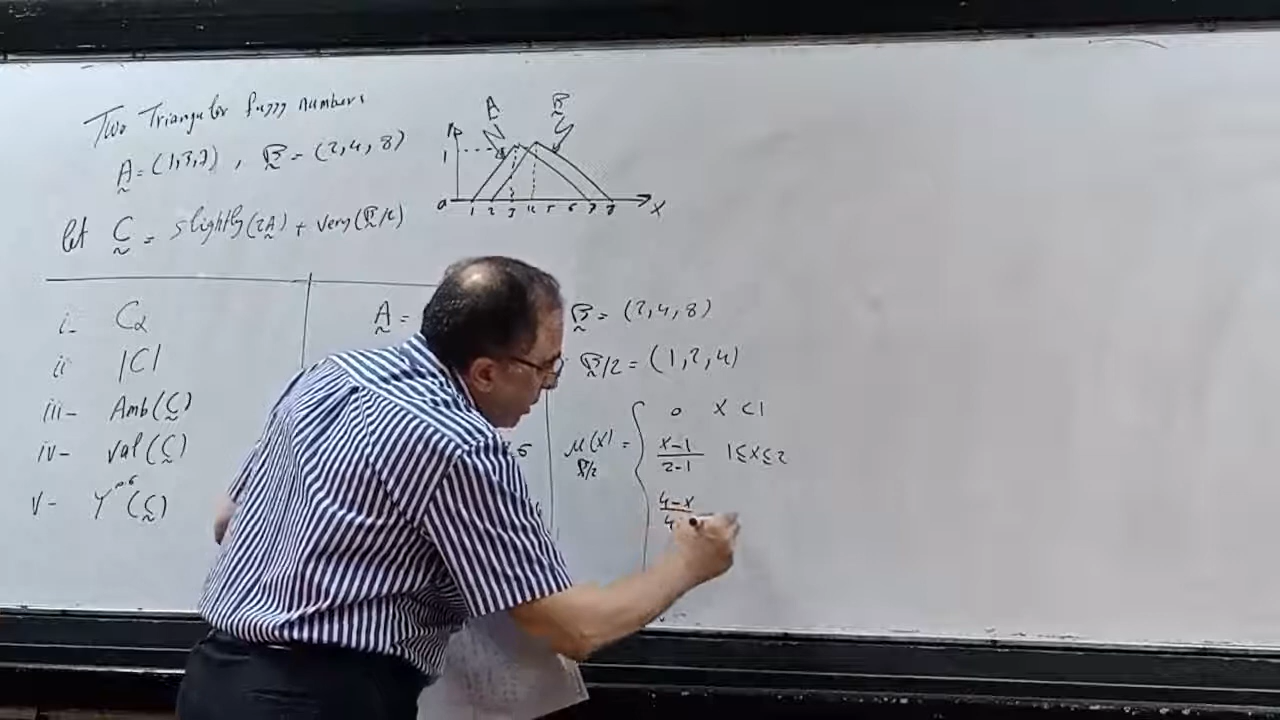 Two Triangular fuzzy numbers
A = (1,3,7) , B = (2,4,8)
let C = slightly(2A) + very(B/2)
A B
μ
1
0 1 2 3 4 5 6 7 8 x
i- Cα
ii |C|
iii- Amb(C)
iv- val(C)
v- Y^0.6(C)
A =
B = (2,4,8)
B/2 = (1,2,4)
0 x<1
μ(x) = x-1 / 2-1 1≤x≤2
B/2
4-x / 4